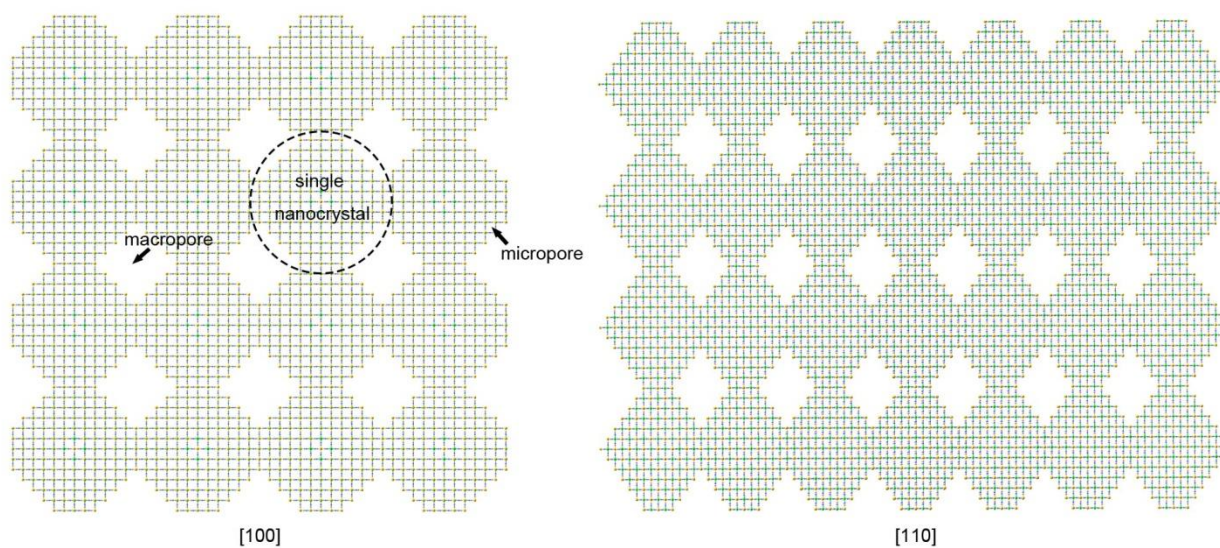 single
nanocrystal
macropore
micropore
[100]
[110]